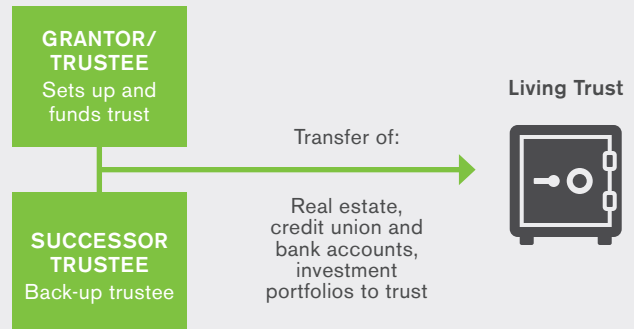 GRANTOR/
TRUSTEE
Sets up and
funds trust
SUCCESSOR
TRUSTEE
Back-up trustee
Transfer of:
Real estate,
credit union and
bank accounts,
investment
portfolios to trust
Living Trust